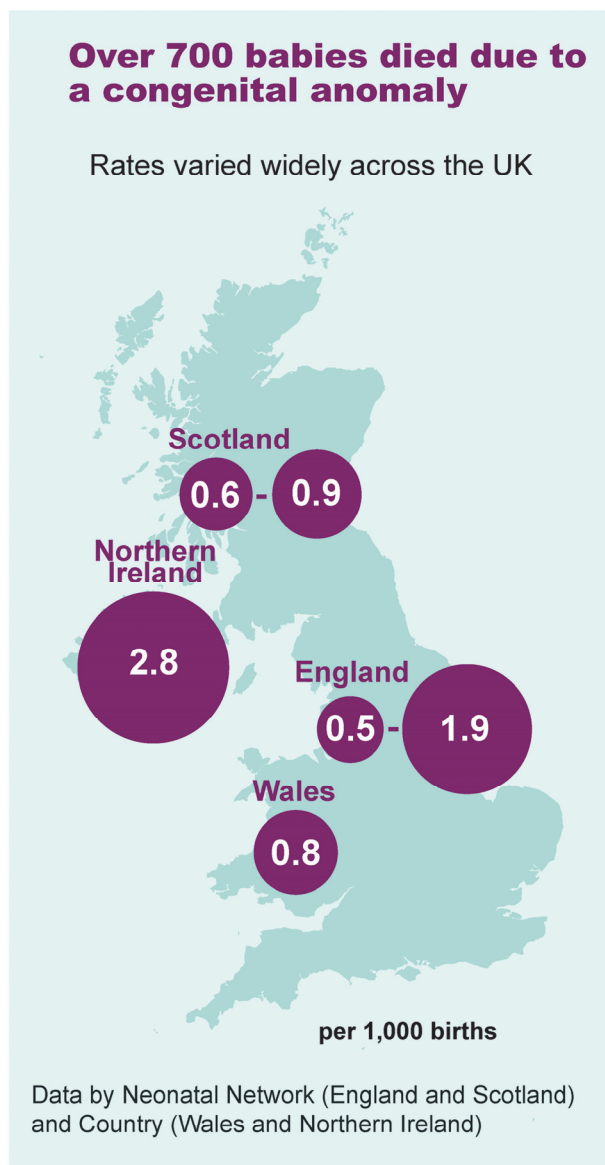 Over 700 babies died due to
a congenital anomaly
Rates varied widely across the UK
Scotland
0.6 - 0.9
Northern
Ireland
2.8
England
0.5 - 1.9
Wales
0.8
per 1,000 births
Data by Neonatal Network (England and Scotland)
and Country (Wales and Northern Ireland)